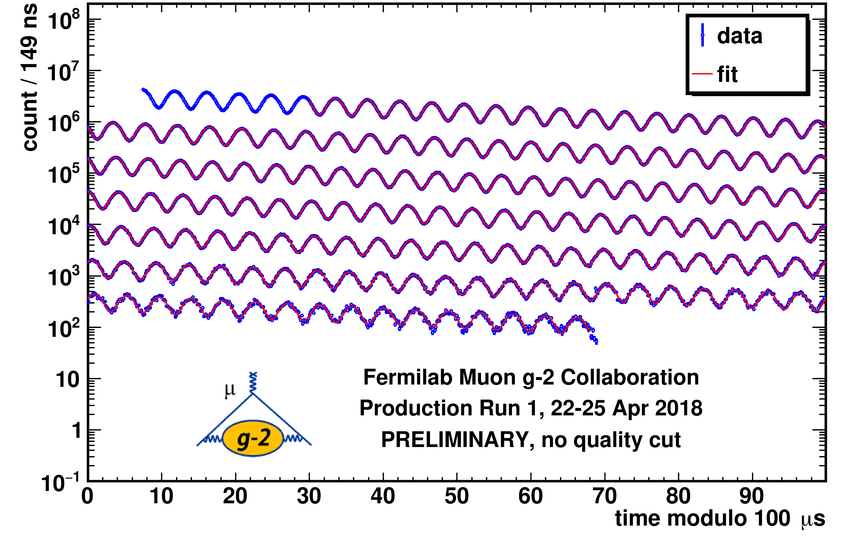 count / 149 ns
10⁸
10⁷
10⁶
10⁵
10⁴
10³
10²
10
1
10⁻¹
data
fit
μ
g-2
Fermilab Muon g-2 Collaboration
Production Run 1, 22-25 Apr 2018
PRELIMINARY, no quality cut
0 10 20 30 40 50 60 70 80 90
time modulo 100 μs